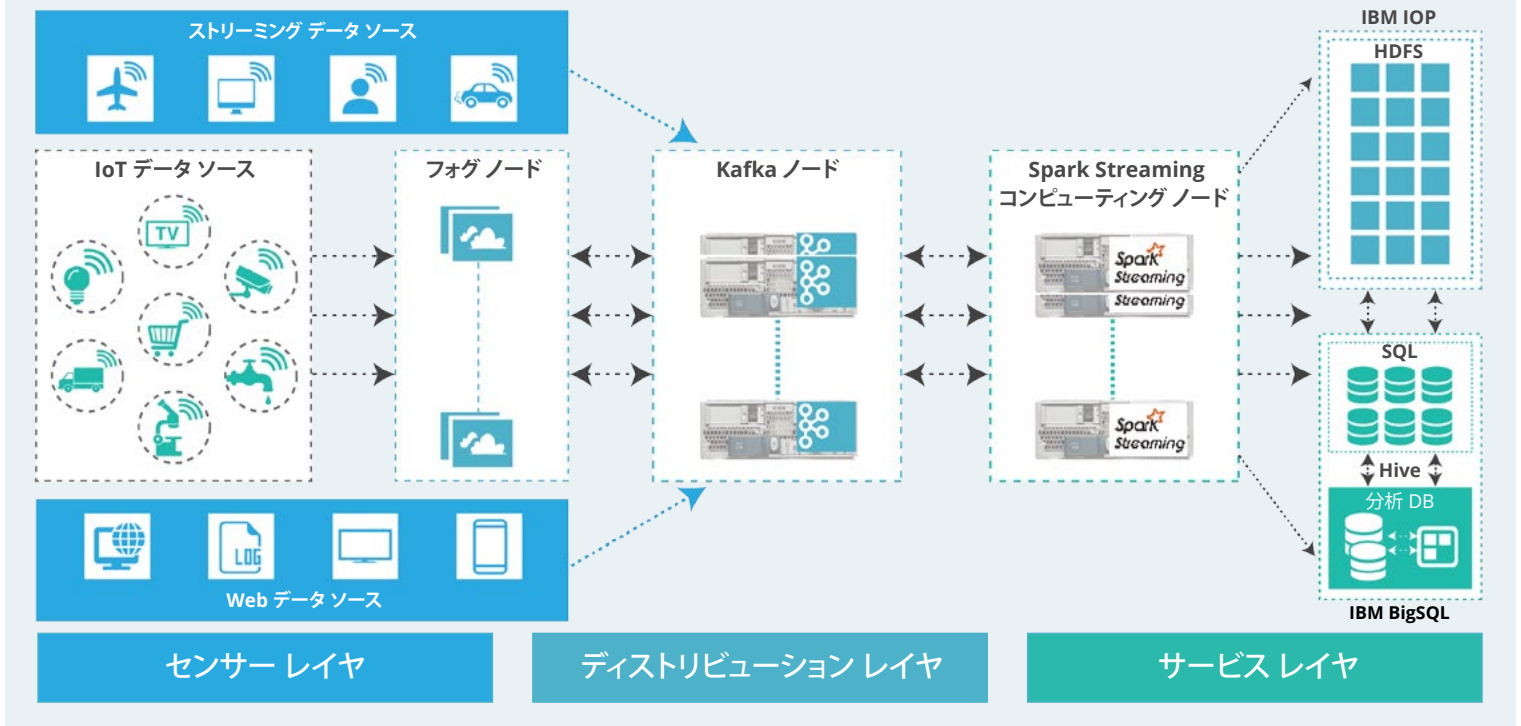 ストリーミング データ ソース
IoT データ ソース
TV
フォグ ノード
Kafka ノード
Spark Streaming
コンピューティング ノード
Spark
Streaming
Streaming
Spark
Streaming
IBM IOP
HDFS
SQL
Hive
分析 DB
IBM BigSQL
LOG
Web データ ソース
センサー レイヤ
ディストリビューション レイヤ
サービス レイヤ